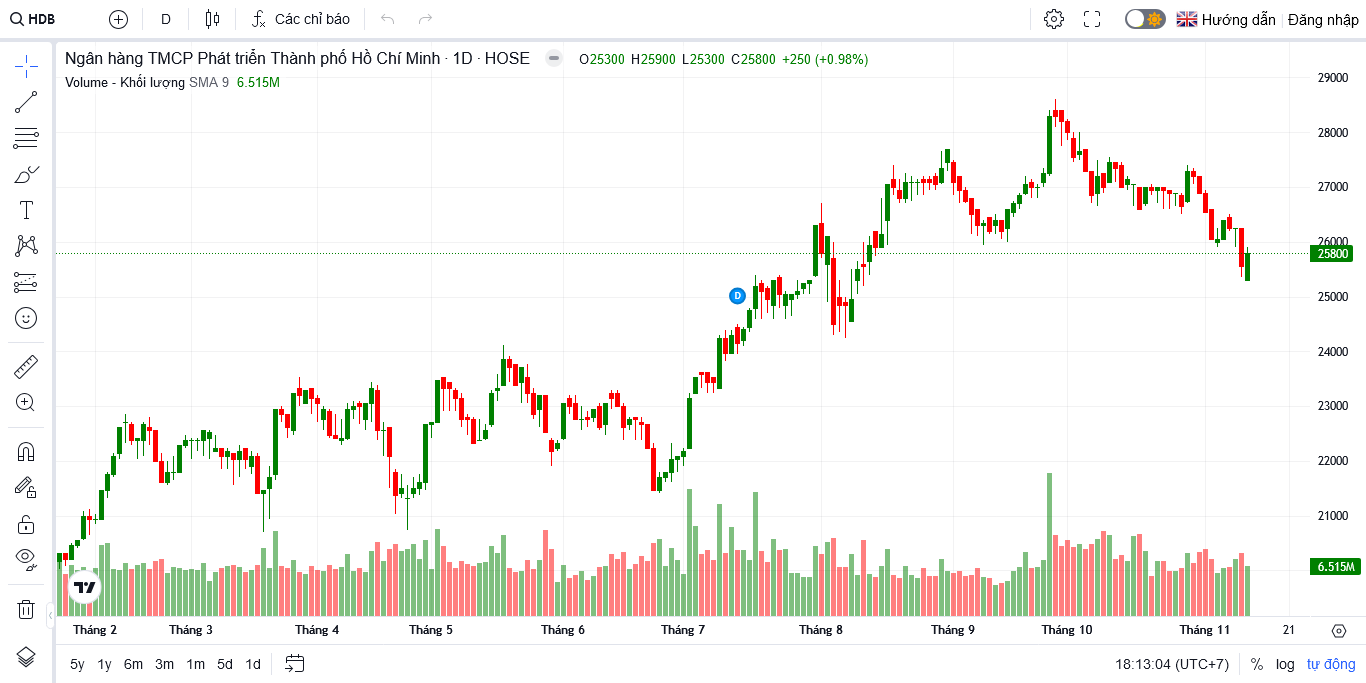 HDB D Các chỉ báo Hướng dẫn Đăng nhập
Ngân hàng TMCP Phát triển Thành phố Hồ Chí Minh · 1D · HOSE O25300 H25900 L25300 C25800 +250 (+0.98%)
Volume - Khối lượng SMA 9 6.515M
29000
28000
27000
26000
25800
25000
24000
23000
22000
21000
6.515M
D
Tháng 2 Tháng 3 Tháng 4 Tháng 5 Tháng 6 Tháng 7 Tháng 8 Tháng 9 Tháng 10 Tháng 11 21
5y 1y 6m 3m 1m 5d 1d 18:13:04 (UTC+7) % log tự động